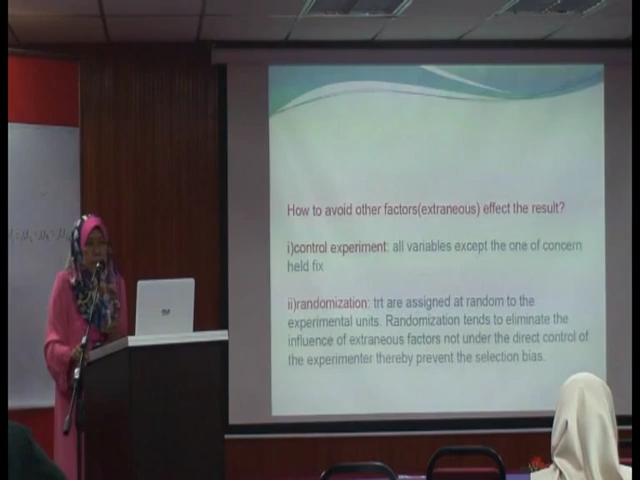 How to avoid other factors(extraneous) effect the result?
i)control experiment: all variables except the one of concern
held fix
ii)randomization: trt are assigned at random to the
experimental units. Randomization tends to eliminate the
influence of extraneous factors not under the direct control of
the experimenter thereby prevent the selection bias.